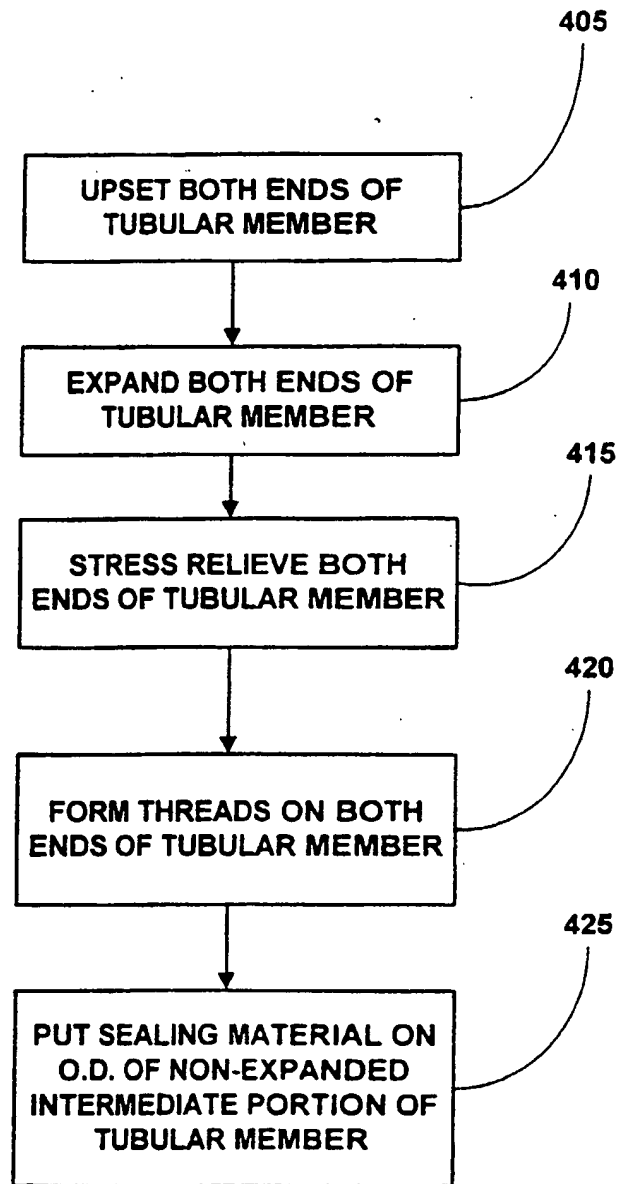 405
UPSET BOTH ENDS OF
TUBULAR MEMBER
410
EXPAND BOTH ENDS OF
TUBULAR MEMBER
415
STRESS RELIEVE BOTH
ENDS OF TUBULAR MEMBER
420
FORM THREADS ON BOTH
ENDS OF TUBULAR MEMBER
425
PUT SEALING MATERIAL ON
O.D. OF NON-EXPANDED
INTERMEDIATE PORTION OF
TUBULAR MEMBER